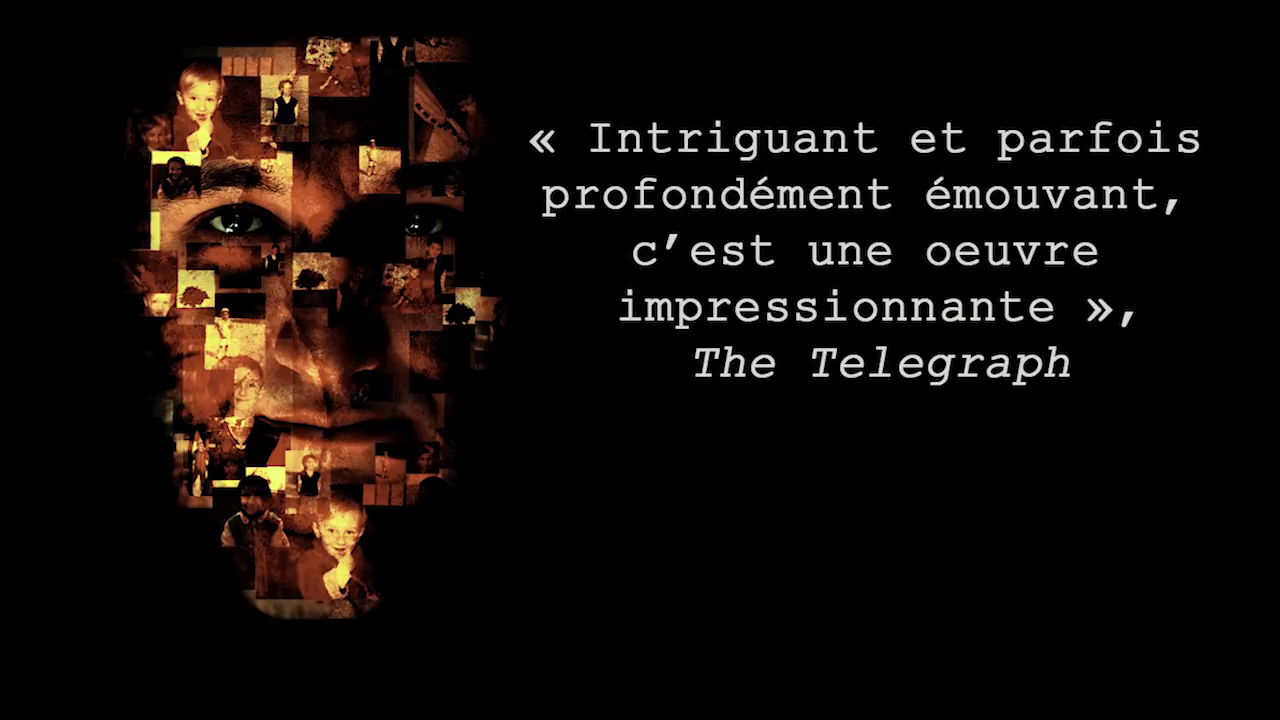 « Intriguant et parfois
profondément émouvant,
c’est une oeuvre
impressionnante »,
The Telegraph